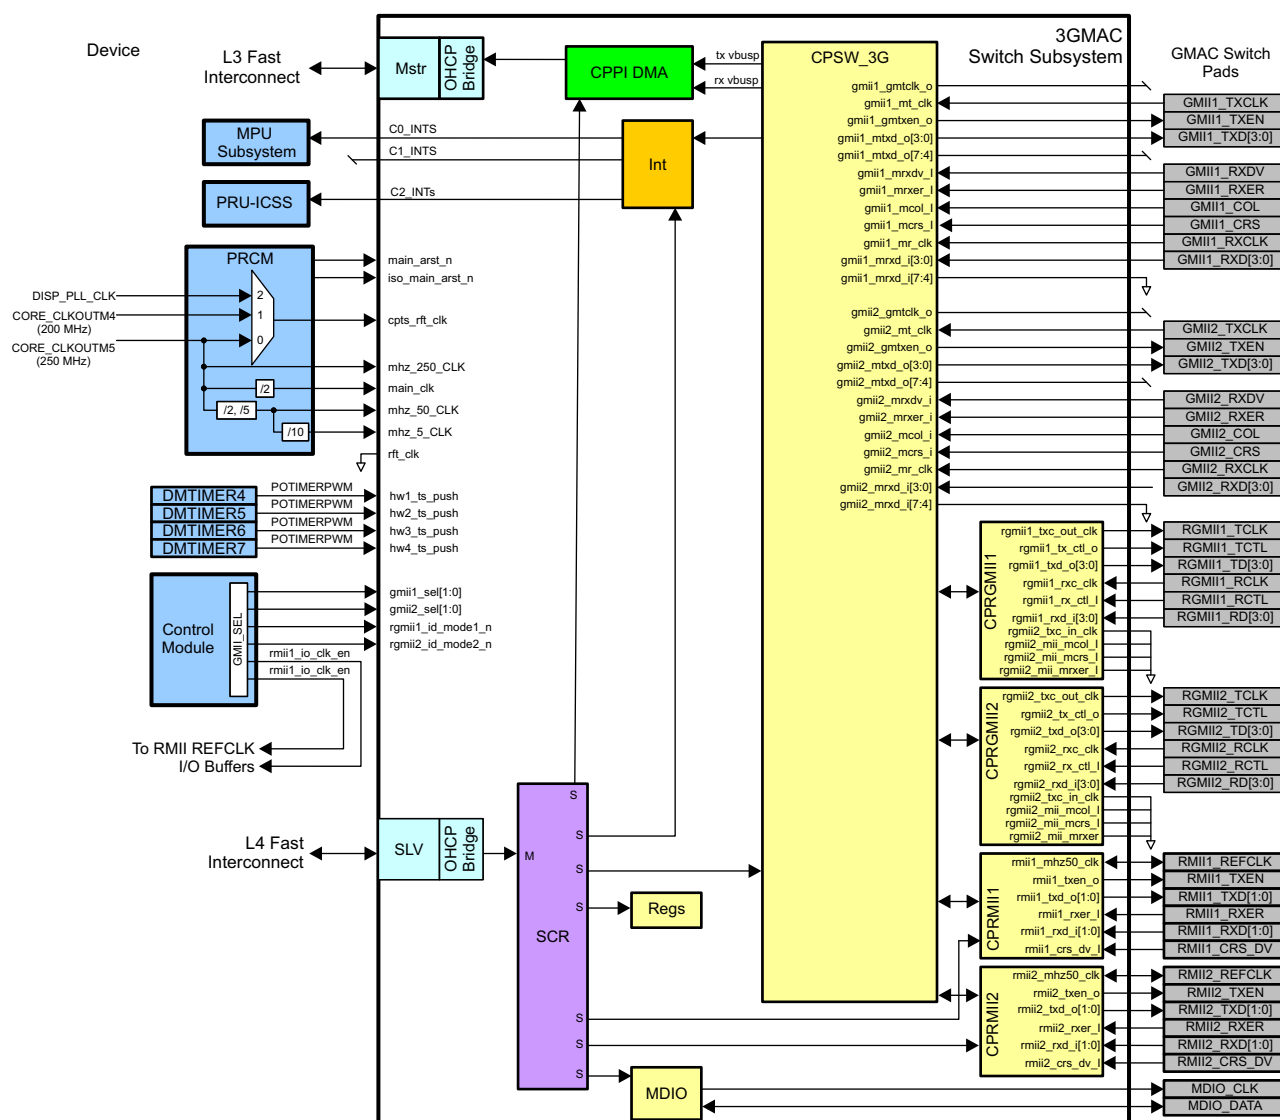 Device
3GMAC
Switch Subsystem
GMAC Switch
Pads
L3 Fast
Interconnect
Mstr
OHCP
Bridge
CPPI DMA
tx vbusp
rx vbusp
CPSW_3G
MPU
Subsystem
PRU-ICSS
C0_INTS
C1_INTS
C2_INTs
Int
PRCM
2
1
0
DISP_PLL_CLK
CORE_CLKOUTM4
(200 MHz)
CORE_CLKOUTM5
(250 MHz)
/2
/2, /5
/10
main_arst_n
iso_main_arst_n
cpts_rft_clk
mhz_250_CLK
main_clk
mhz_50_CLK
mhz_5_CLK
rft_clk
DMTIMER4
DMTIMER5
DMTIMER6
DMTIMER7
POTIMERPWM
POTIMERPWM
POTIMERPWM
POTIMERPWM
hw1_ts_push
hw2_ts_push
hw3_ts_push
hw4_ts_push
Control
Module
GMII_SEL
gmii1_sel[1:0]
gmii2_sel[1:0]
rgmii1_id_mode1_n
rgmii2_id_mode2_n
rmii1_io_clk_en
rmii1_io_clk_en
To RMII REFCLK
I/O Buffers
L4 Fast
Interconnect
SLV
OHCP
Bridge
M
SCR
S
S
S
S
S
S
S
Regs
MDIO
gmii1_gmtclk_o
gmii1_mt_clk
gmii1_gmtxen_o
gmii1_mtxd_o[3:0]
gmii1_mtxd_o[7:4]
gmii1_mrxdv_I
gmii1_mrxer_I
gmii1_mcol_I
gmii1_mcrs_I
gmii1_mr_clk
gmii1_mrxd_i[3:0]
gmii1_mrxd_i[7:4]
gmii2_gmtclk_o
gmii2_mt_clk
gmii2_gmtxen_o
gmii2_mtxd_o[3:0]
gmii2_mtxd_o[7:4]
gmii2_mrxdv_i
gmii2_mrxer_i
gmii2_mcol_i
gmii2_mcrs_i
gmii2_mr_clk
gmii2_mrxd_i[3:0]
gmii2_mrxd_i[7:4]
GMII1_TXCLK
GMII1_TXEN
GMII1_TXD[3:0]
GMII1_RXDV
GMII1_RXER
GMII1_COL
GMII1_CRS
GMII1_RXCLK
GMII1_RXD[3:0]
GMII2_TXCLK
GMII2_TXEN
GMII2_TXD[3:0]
GMII2_RXDV
GMII2_RXER
GMII2_COL
GMII2_CRS
GMII2_RXCLK
GMII2_RXD[3:0]
CPRGMII1
rgmii1_txc_out_clk
rgmii1_tx_ctl_o
rgmii1_txd_o[3:0]
rgmii1_rxc_clk
rgmii1_rx_ctl_I
rgmii1_rxd_i[3:0]
rgmii2_txc_in_clk
rgmii2_mii_mcol_I
rgmii2_mii_mcrs_I
rgmii2_mii_mrxer_I
RGMII1_TCLK
RGMII1_TCTL
RGMII1_TD[3:0]
RGMII1_RCLK
RGMII1_RCTL
RGMII1_RD[3:0]
CPRGMII2
rgmii2_txc_out_clk
rgmii2_tx_ctl_o
rgmii2_txd_o[3:0]
rgmii2_rxc_clk
rgmii2_rx_ctl_I
rgmii2_rxd_i[3:0]
rgmii2_txc_in_clk
rgmii2_mii_mcol_I
rgmii2_mii_mcrs_I
rgmii2_mii_mrxer
RGMII2_TCLK
RGMII2_TCTL
RGMII2_TD[3:0]
RGMII2_RCLK
RGMII2_RCTL
RGMII2_RD[3:0]
CPRMII1
rmii1_mhz50_clk
rmii1_txen_o
rmii1_txd_o[1:0]
rmii1_rxer_I
rmii1_rxd_i[1:0]
rmii1_crs_dv_I
RMII1_REFCLK
RMII1_TXEN
RMII1_TXD[1:0]
RMII1_RXER
RMII1_RXD[1:0]
RMII1_CRS_DV
CPRMII2
rmii2_mhz50_clk
rmii2_txen_o
rmii2_txd_o[1:0]
rmii2_rxer_I
rmii2_rxd_i[1:0]
rmii2_crs_dv_I
RMII2_REFCLK
RMII2_TXEN
RMII2_TXD[1:0]
RMII2_RXER
RMII2_RXD[1:0]
RMII2_CRS_DV
MDIO_CLK
MDIO_DATA